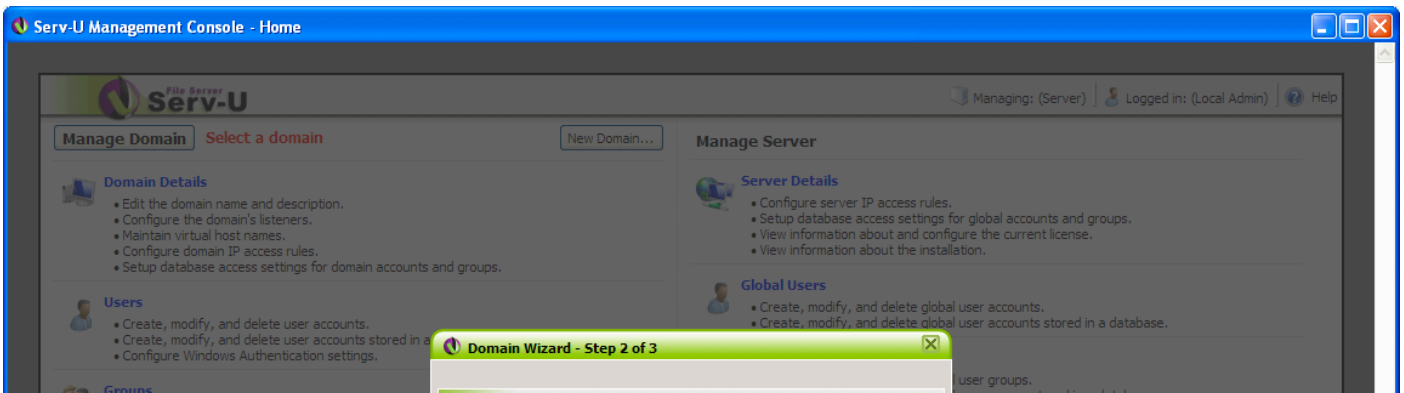 Serv-U Management Console - Home
File Server
Serv-U
Managing: (Server)
Logged in: (Local Admin)
Help
Manage Domain
Select a domain
New Domain...
Domain Details
• Edit the domain name and description.
• Configure the domain's listeners.
• Maintain virtual host names.
• Configure domain IP access rules.
• Setup database access settings for domain accounts and groups.
Users
• Create, modify, and delete user accounts.
• Create, modify, and delete user accounts stored in a
• Configure Windows Authentication settings.
Groups
Manage Server
Server Details
• Configure server IP access rules.
• Setup database access settings for global accounts and groups.
• View information about and configure the current license.
• View information about the installation.
Global Users
• Create, modify, and delete global user accounts.
• Create, modify, and delete global user accounts stored in a database.
user groups.
Domain Wizard - Step 2 of 3